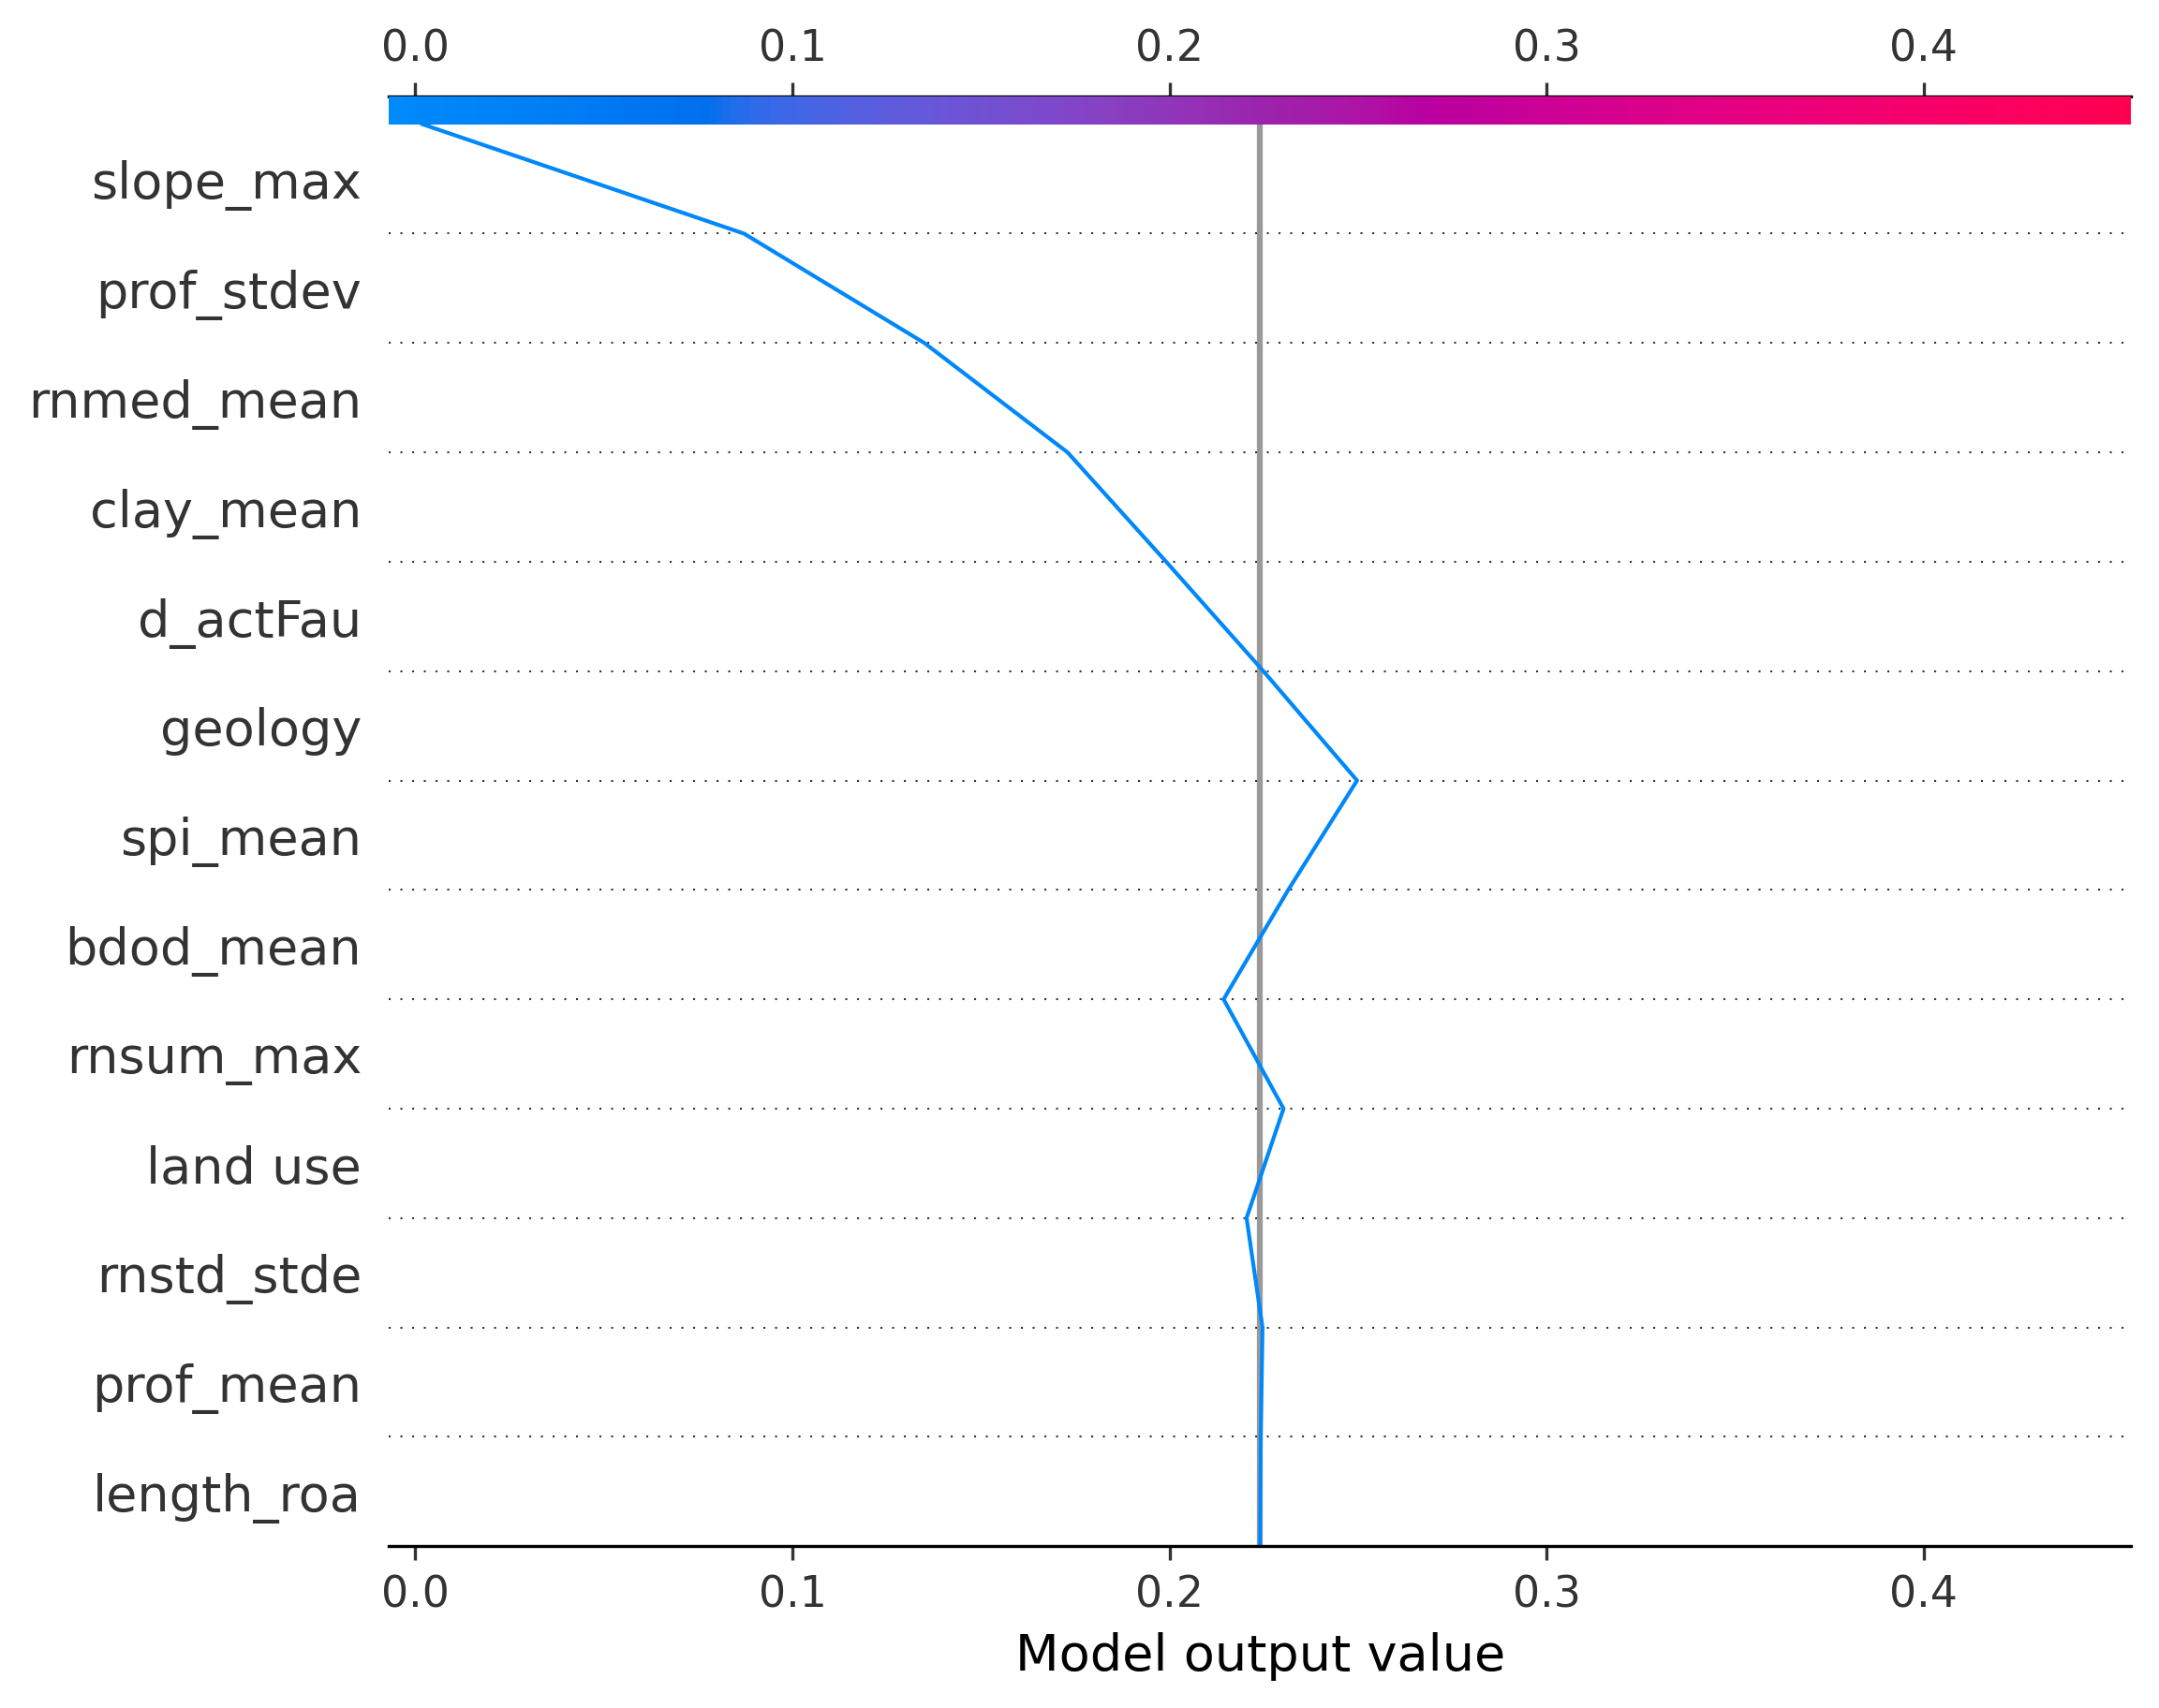 0.0 0.1 0.2 0.3 0.4
slope_max
prof_stdev
rnmed_mean
clay_mean
d_actFau
geology
spi_mean
bdod_mean
rnsum_max
land use
rnstd_stde
prof_mean
length_roa
0.0 0.1 0.2 0.3 0.4
Model output value